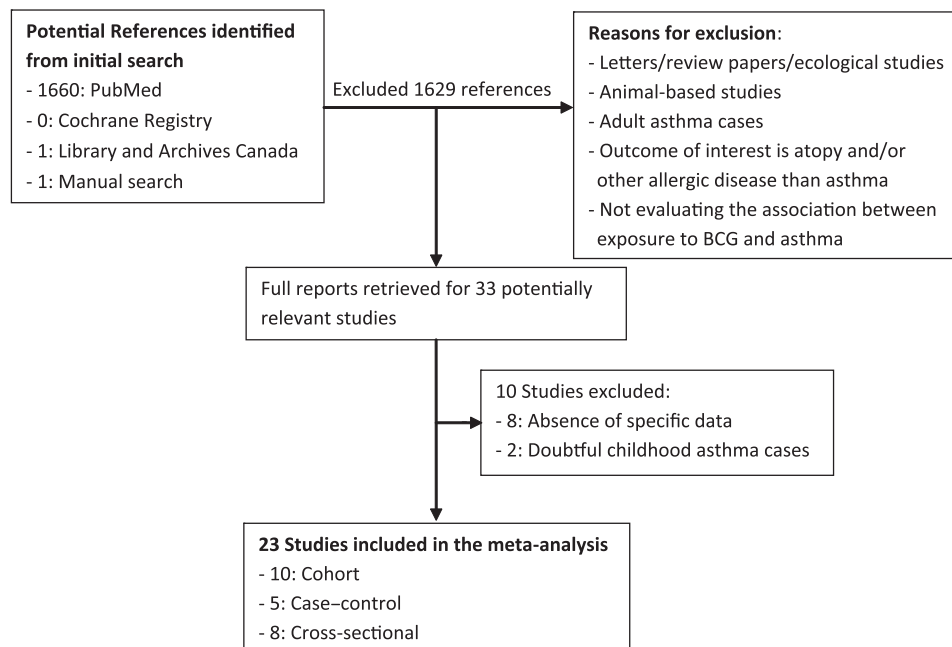 Potential References identified
from initial search
- 1660: PubMed
- 0: Cochrane Registry
- 1: Library and Archives Canada
- 1: Manual search
Excluded 1629 references
Reasons for exclusion:
- Letters/review papers/ecological studies
- Animal-based studies
- Adult asthma cases
- Outcome of interest is atopy and/or
other allergic disease than asthma
- Not evaluating the association between
exposure to BCG and asthma
Full reports retrieved for 33 potentially
relevant studies
10 Studies excluded:
- 8: Absence of specific data
- 2: Doubtful childhood asthma cases
23 Studies included in the meta-analysis
- 10: Cohort
- 5: Case–control
- 8: Cross-sectional